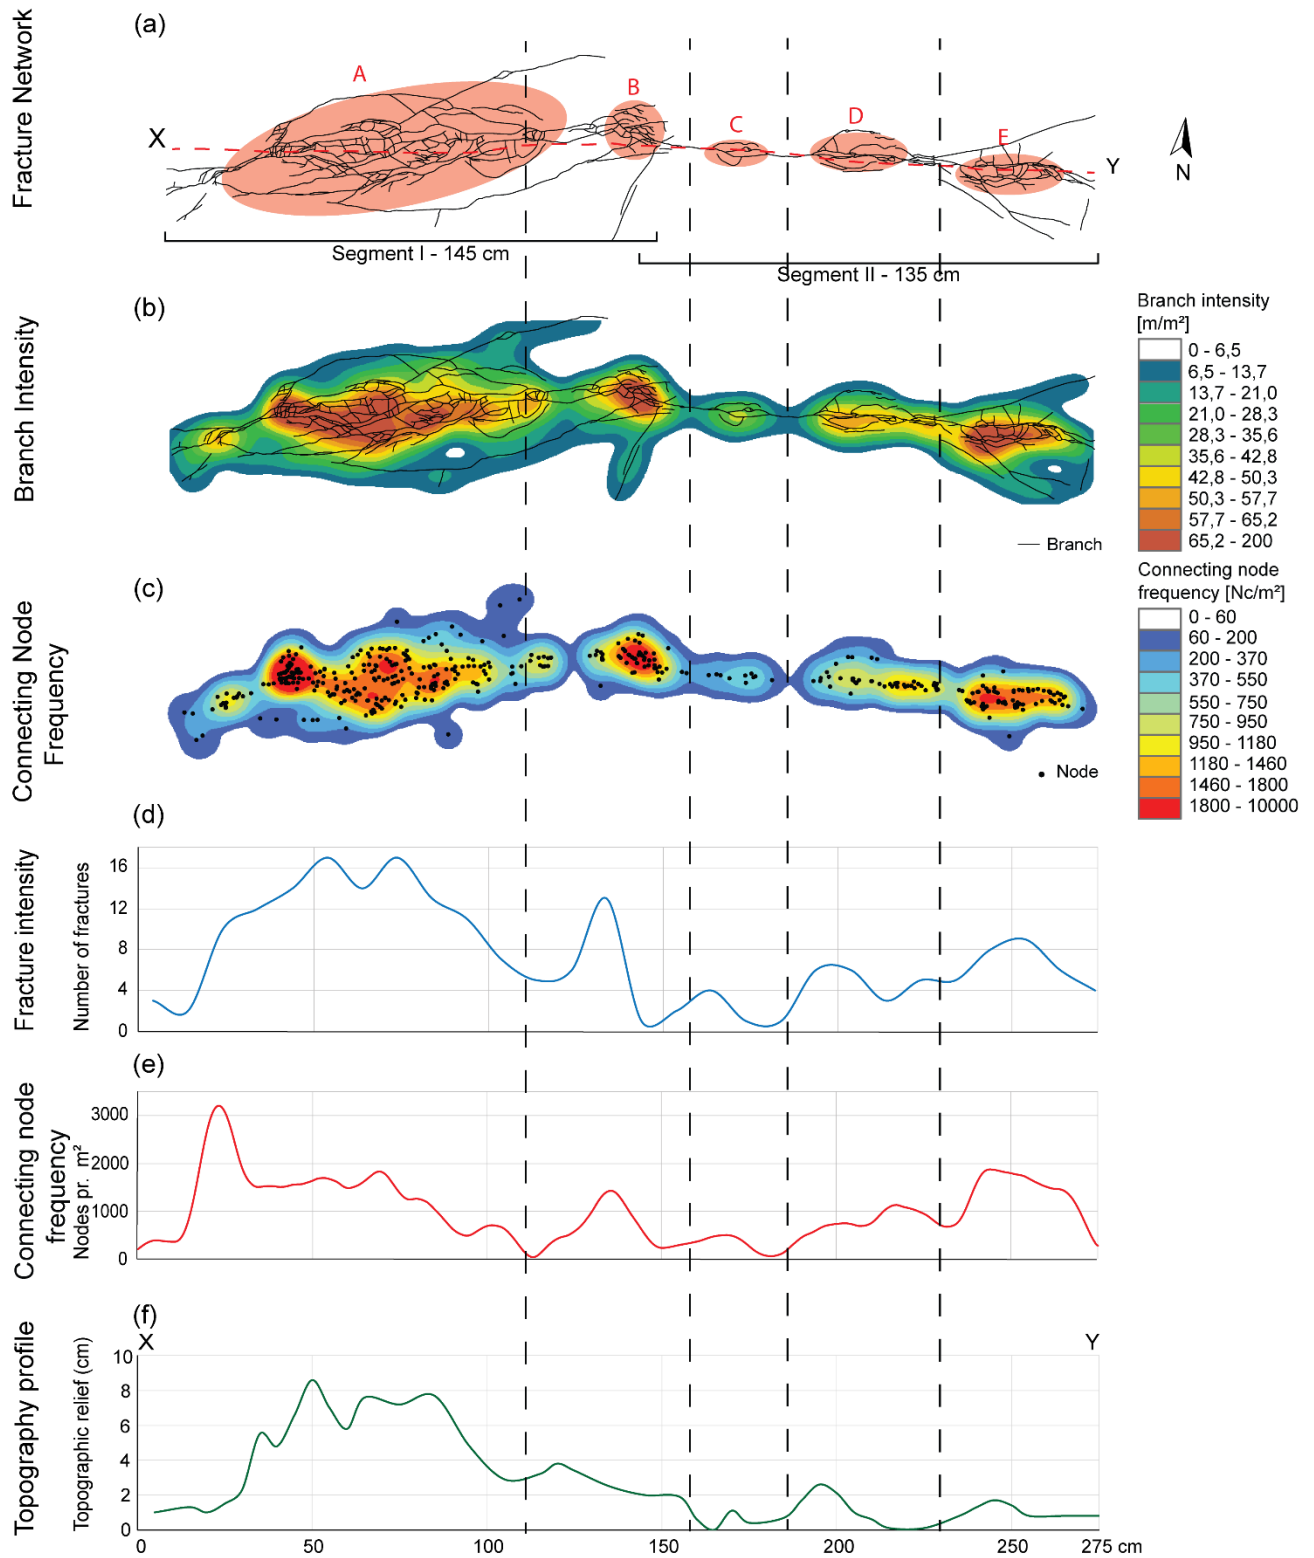 (a)
Fracture Network
A
B
C
D
E
X
Y
N
Segment I - 145 cm
Segment II - 135 cm
(b)
Branch Intensity
Branch
Branch intensity
[m/m²]
0 - 6,5
6,5 - 13,7
13,7 - 21,0
21,0 - 28,3
28,3 - 35,6
35,6 - 42,8
42,8 - 50,3
50,3 - 57,7
57,7 - 65,2
65,2 - 200
(c)
Connecting Node
Frequency
Node
Connecting node
frequency [Nc/m²]
0 - 60
60 - 200
200 - 370
370 - 550
550 - 750
750 - 950
950 - 1180
1180 - 1460
1460 - 1800
1800 - 10000
(d)
Fracture intensity
Number of fractures
16
12
8
4
0
(e)
Connecting node
frequency
Nodes pr. m²
3000
2000
1000
0
(f)
X
Y
Topography profile
Topographic relief (cm)
10
8
6
4
2
0
50
100
150
200
250
275 cm